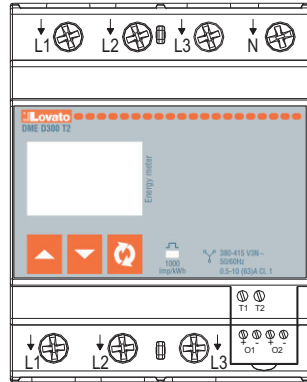 L1 L2 L3 N
Lovato
DME D300 T2
Energy meter
1000
imp/kWh
380-415 V3N~
50/60Hz
0.5-10 (63)A Cl. 1
T1 T2
+ - + -
O1 O2
L1 L2 L3